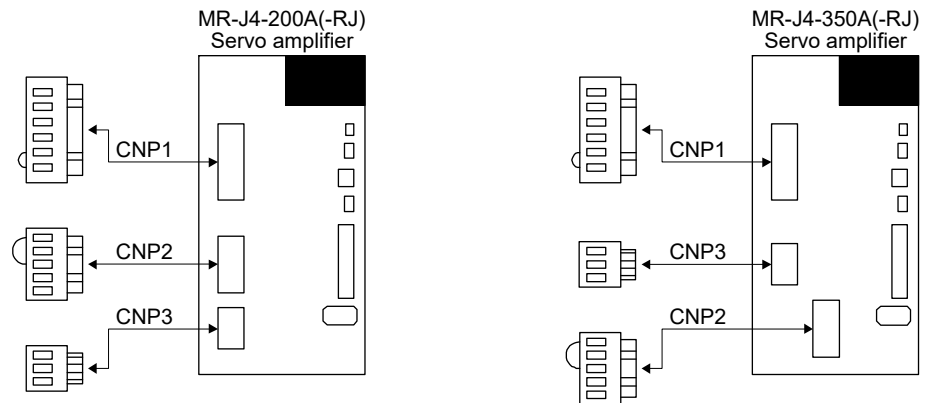 MR-J4-200A(-RJ)
Servo amplifier
CNP1
CNP2
CNP3
MR-J4-350A(-RJ)
Servo amplifier
CNP1
CNP3
CNP2